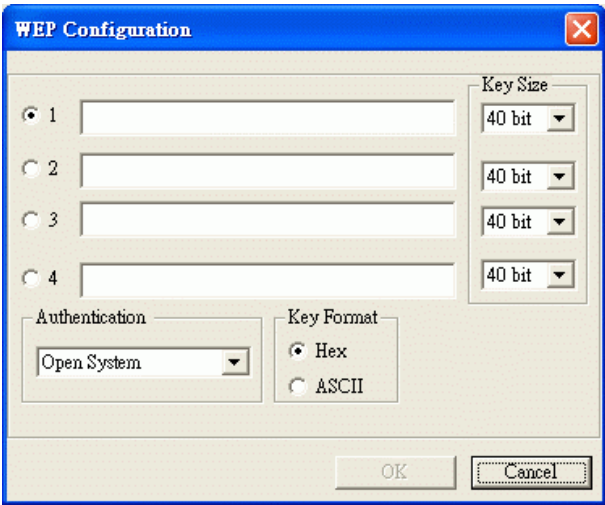 WEP Configuration
Key Size
1
40 bit
2
40 bit
3
40 bit
4
40 bit
Authentication
Key Format
Open System
Hex
ASCII
OK
Cancel